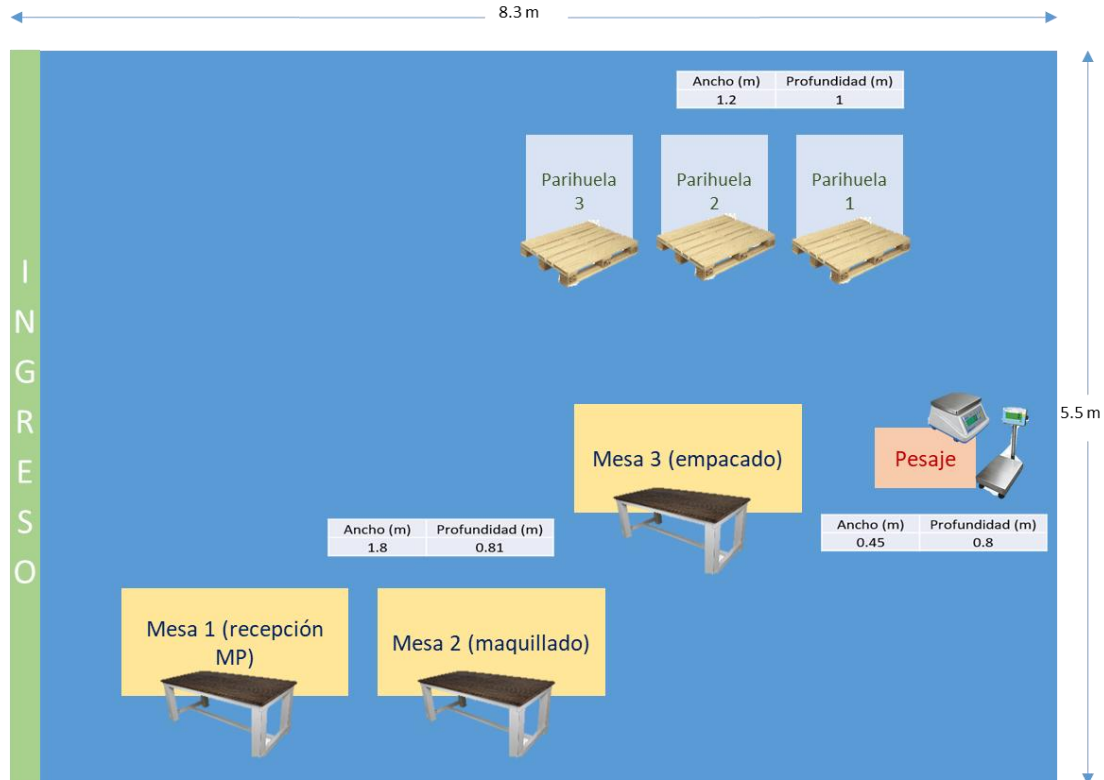 8.3 m
Ancho (m) Profundidad (m)
1.2 1
Parihuela
3
Parihuela
2
Parihuela
1
INGRESO
5.5 m
Mesa 3 (empacado)
Pesaje
Ancho (m) Profundidad (m)
1.8 0.81
Ancho (m) Profundidad (m)
0.45 0.8
Mesa 1 (recepción
MP)
Mesa 2 (maquillado)